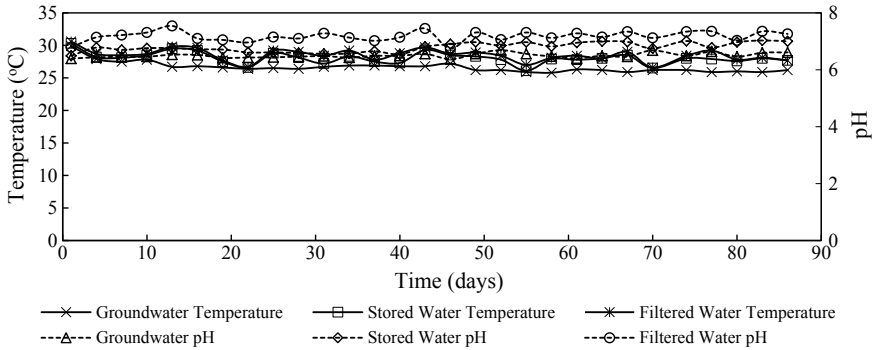 35
30
25
20
15
10
5
0
Temperature (°C)
8
6
4
2
0
pH
0 10 20 30 40 50 60 70 80 90
Time (days)
Groundwater Temperature Stored Water Temperature Filtered Water Temperature
Groundwater pH Stored Water pH Filtered Water pH